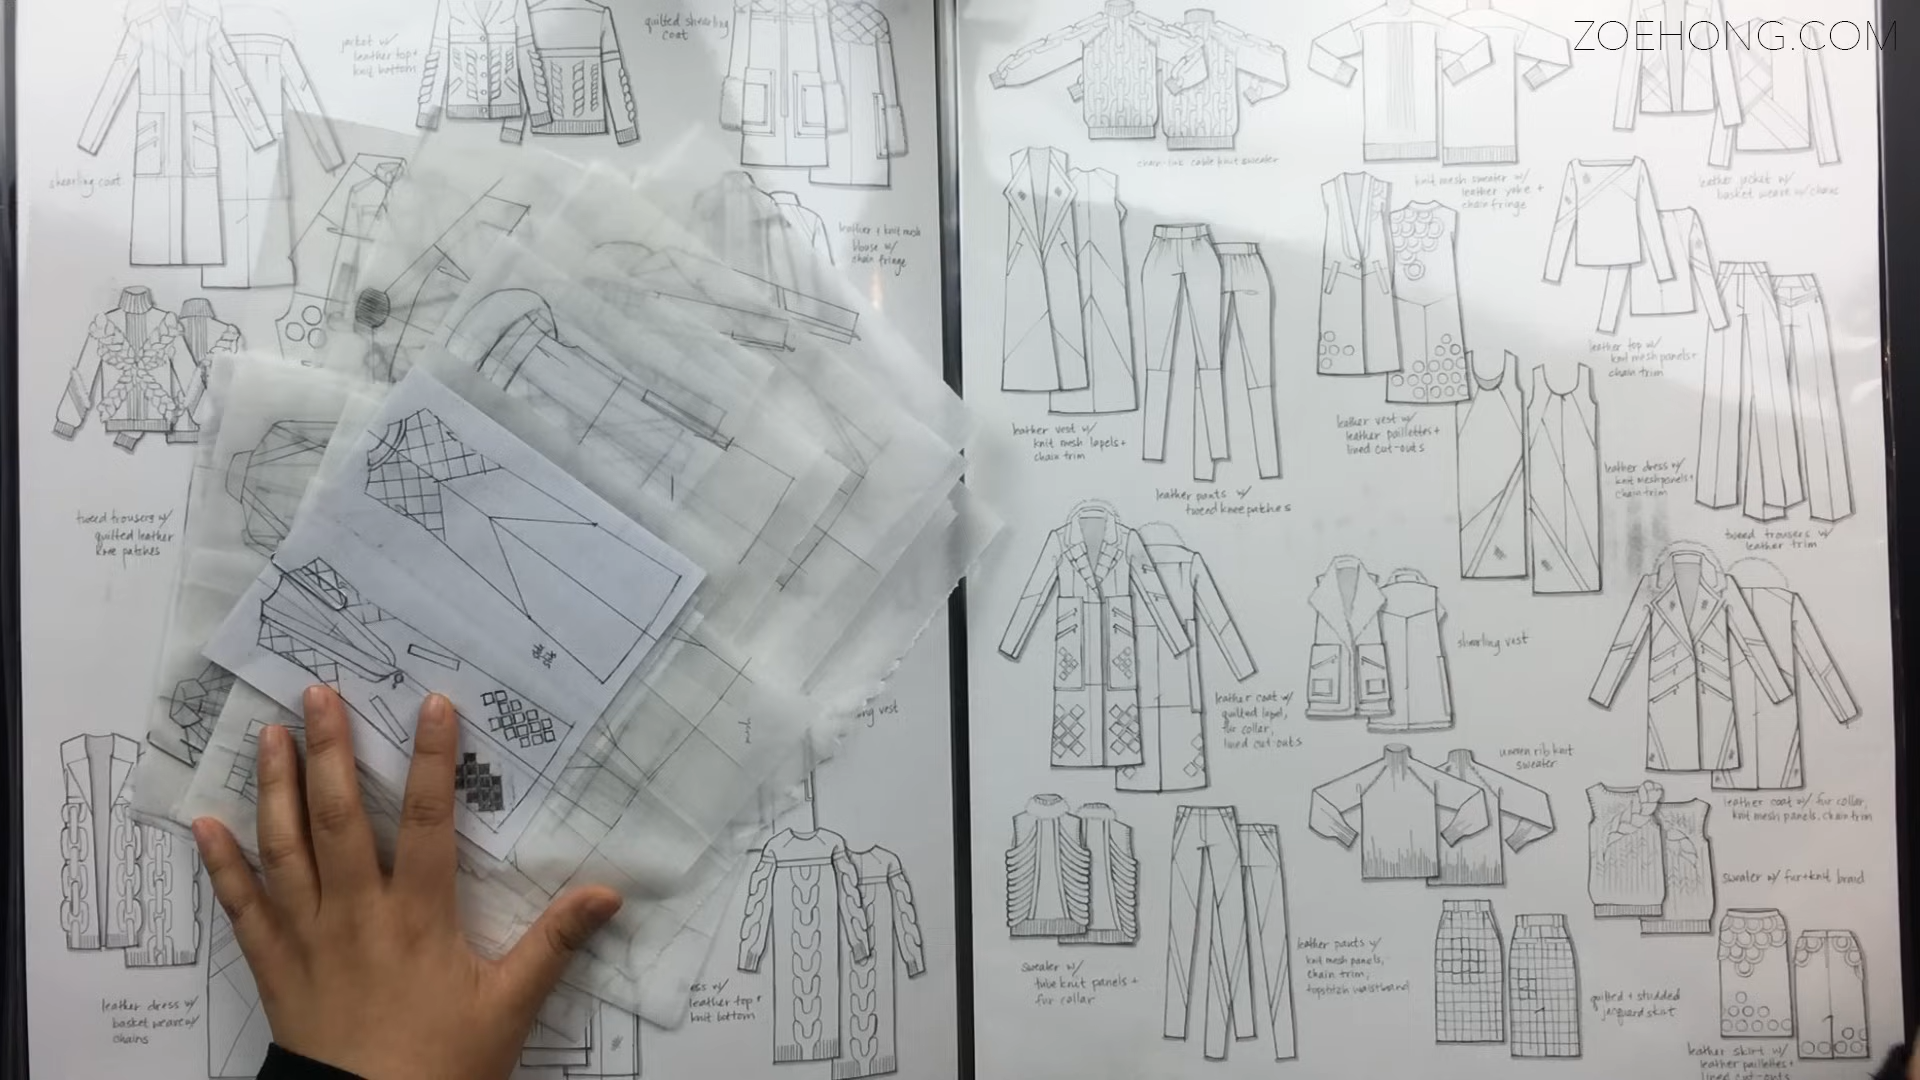 ZOEHONG.COM
jacket w/
leather top +
knit bottom
quilted shearling
coat
shearling coat
leather + knit mesh
blouse w/
chain fringe
tweed trousers w/
quilted leather
knee patches
leather dress w/
basket weave w/
chains
mesh
vest
leather top +
knit bottom
chain-link cable knit sweater
knit mesh sweater w/
leather yoke +
chain fringe
leather jacket w/
basket weave w/ chains
leather vest w/
knit mesh lapels +
chain trim
leather pants w/
tweed knee patches
leather vest w/
leather paillettes +
lined cut-outs
leather top w/
knit mesh panels +
chain trim
leather dress w/
knit mesh panels +
chain trim
tweed trousers w/
leather trim
leather coat w/
quilted lapel,
fur collar,
lined cut-outs
shearling vest
uneven rib knit
sweater
leather coat w/ fur collar,
knit mesh panels, chain trim
sweater w/
tube knit panels +
fur collar
leather pants w/
knit mesh panels,
chain trim,
topstitch waistband
sweater w/ fur + knit braid
quilted + studded
jacquard skirt
leather skirt w/
leather paillettes +
lined cut-outs